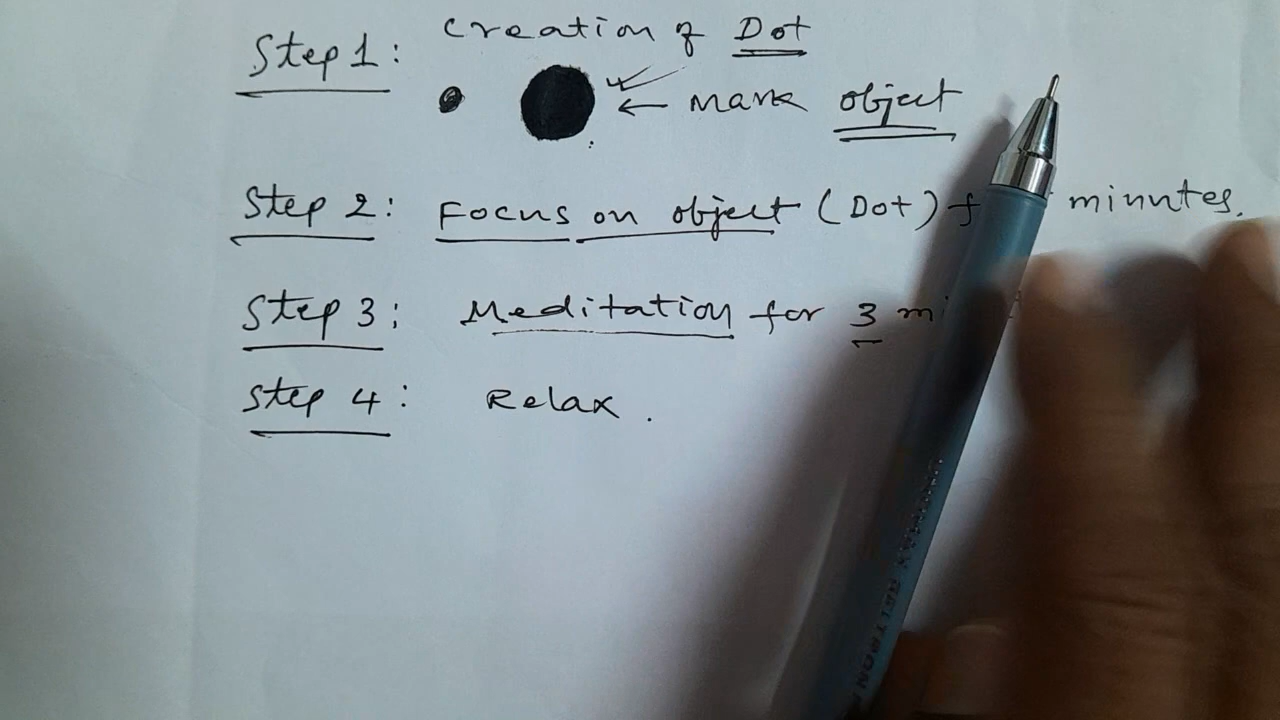 Step 1: Creation of Dot
← Mark object
Step 2: Focus on object (Dot) minutes.
Step 3: Meditation for 3
Step 4: Relax.